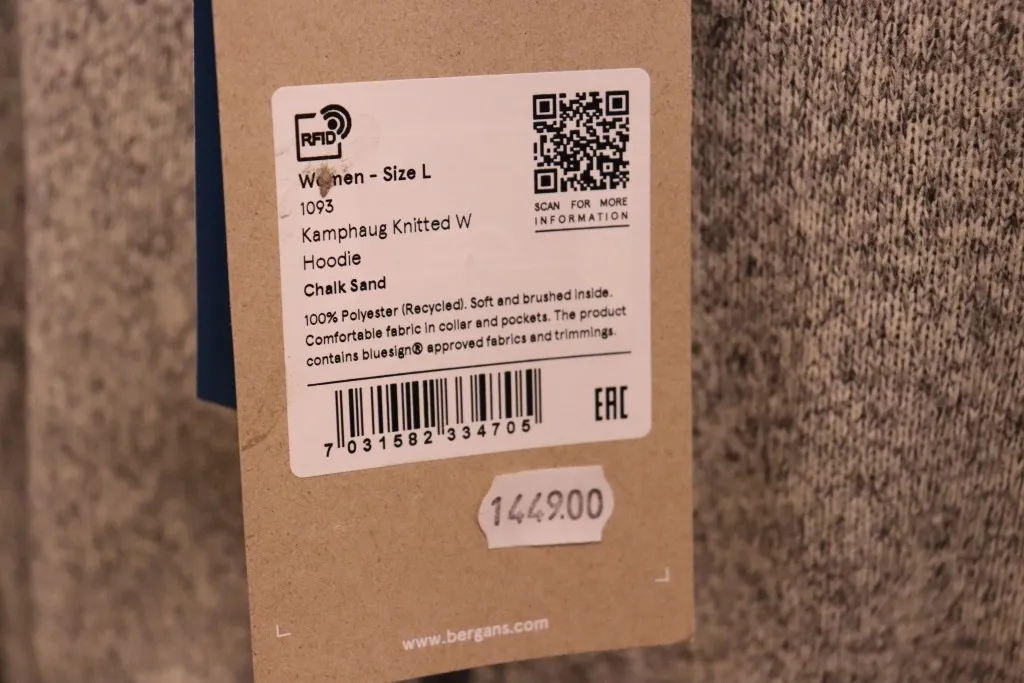 RFID
Women - Size L
1093
Kamphaug Knitted W
Hoodie
Chalk Sand
SCAN FOR MORE
INFORMATION
100% Polyester (Recycled). Soft and brushed inside.
Comfortable fabric in collar and pockets. The product
contains bluesign® approved fabrics and trimmings.
7 031582 334705
EAC
1449.00
www.bergans.com